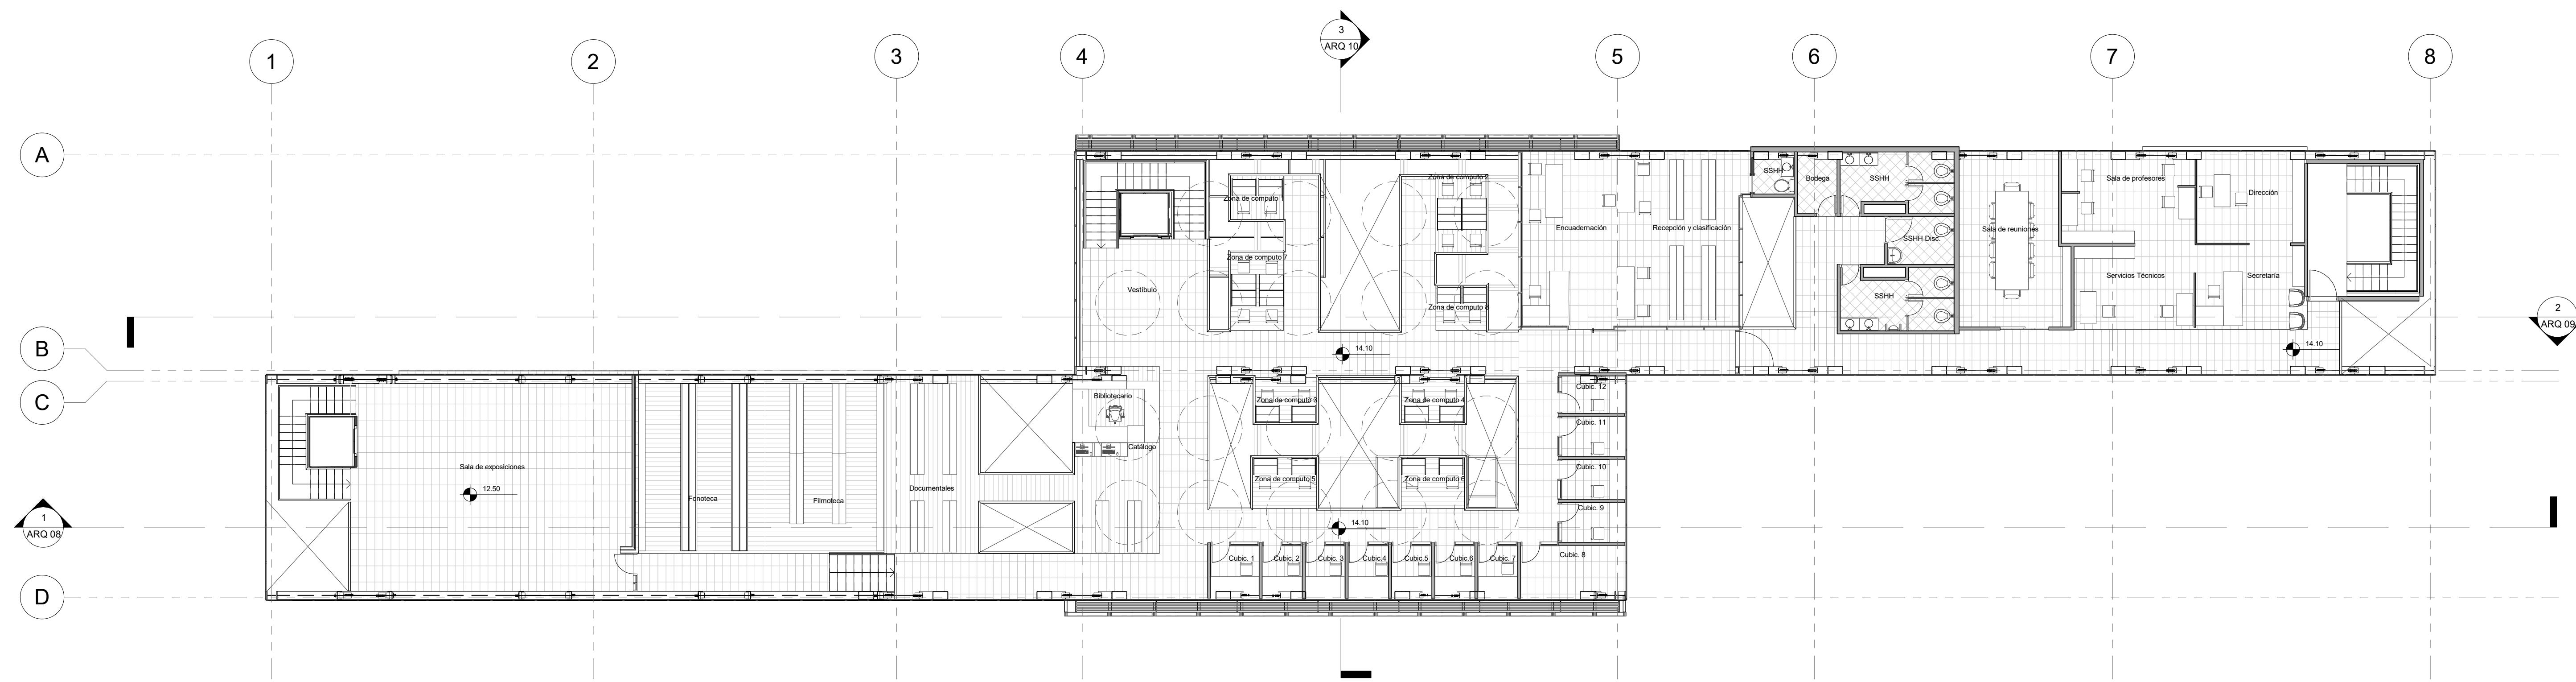 3
ARQ 10
1
2
3
4
5
6
7
8
A
B
C
D
2
ARQ 09
1
ARQ 08
SSHH
Bodega
SSHH
Sala de profesores
Dirección
Zona de computo
Zona de computo
Encuadernación
Recepción y clasificación
SSHH Disc.
Sala de reuniones
Zona de computo 7
Servicios Técnicos
Secretaría
Vestíbulo
SSHH
Zona de computo 8
14.10
14.10
Bibliotecario
Zona de computo 3
Zona de computo 4
Cubic. 12
Cubic. 11
Catálogo
Sala de exposiciones
12.50
Fonoteca
Filmoteca
Documentales
Zona de computo 5
Zona de computo 6
Cubic. 10
Cubic. 9
14.10
Cubic. 1
Cubic. 2
Cubic. 3
Cubic.4
Cubic.5
Cubic.6
Cubic. 7
Cubic. 8